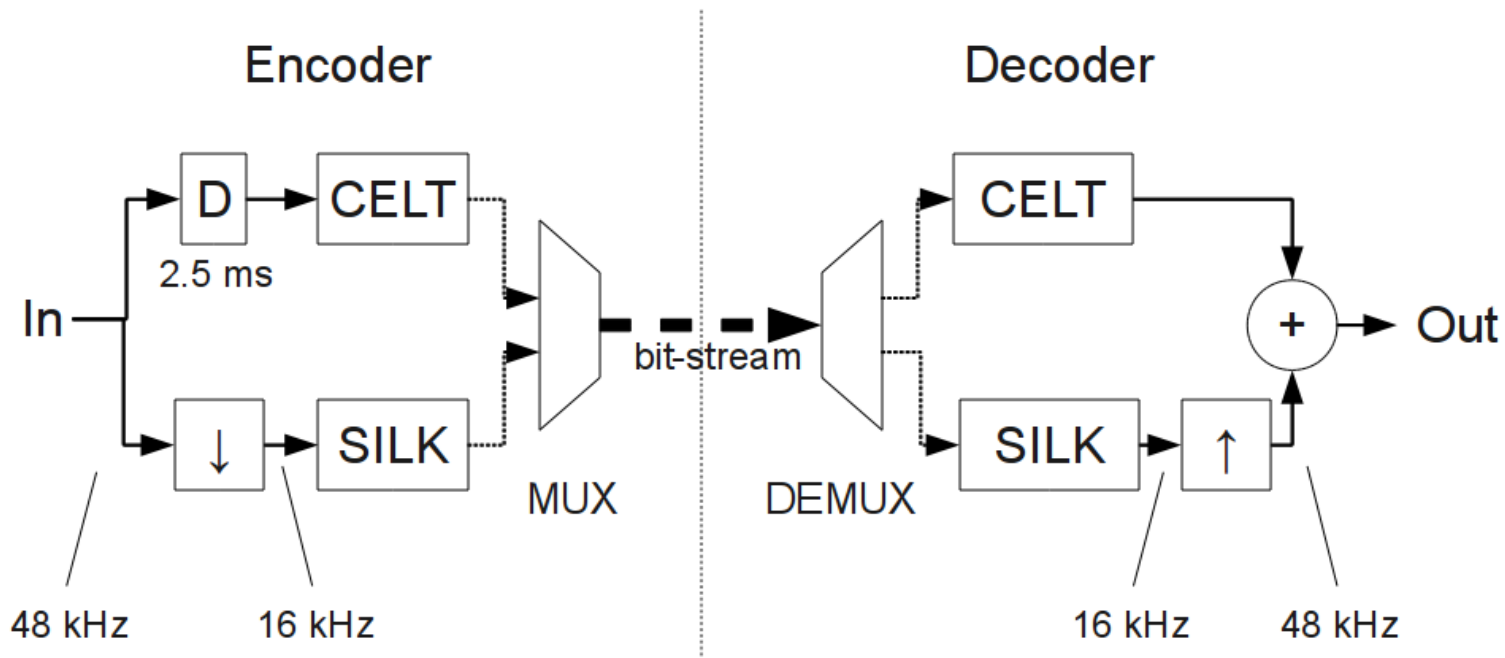 Encoder
Decoder
D
CELT
CELT
2.5 ms
In
bit-stream
+
Out
↓
SILK
SILK
↑
MUX
DEMUX
48 kHz
16 kHz
16 kHz
48 kHz